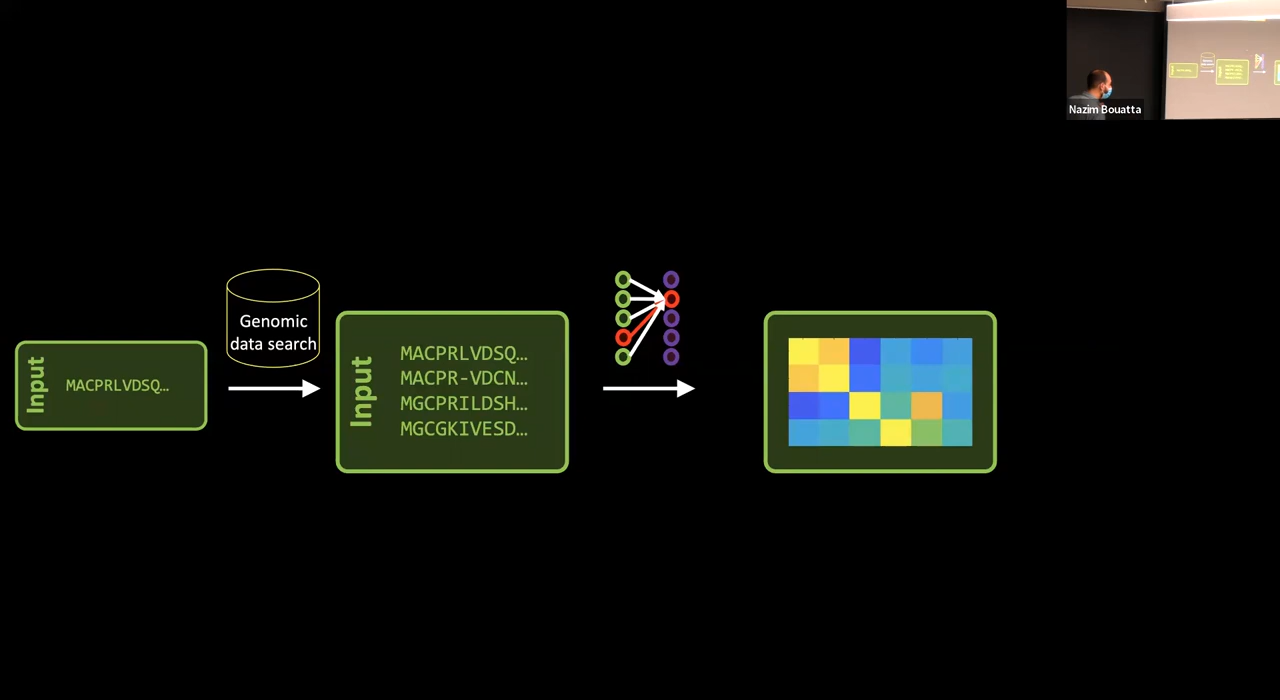 Nazim Bouatta
Input
MACPRLVDSQ…
Genomic
data search
Input
MACPRLVDSQ…
MACPR-VDCN…
MGCPRILDSH…
MGCGKIVESD…